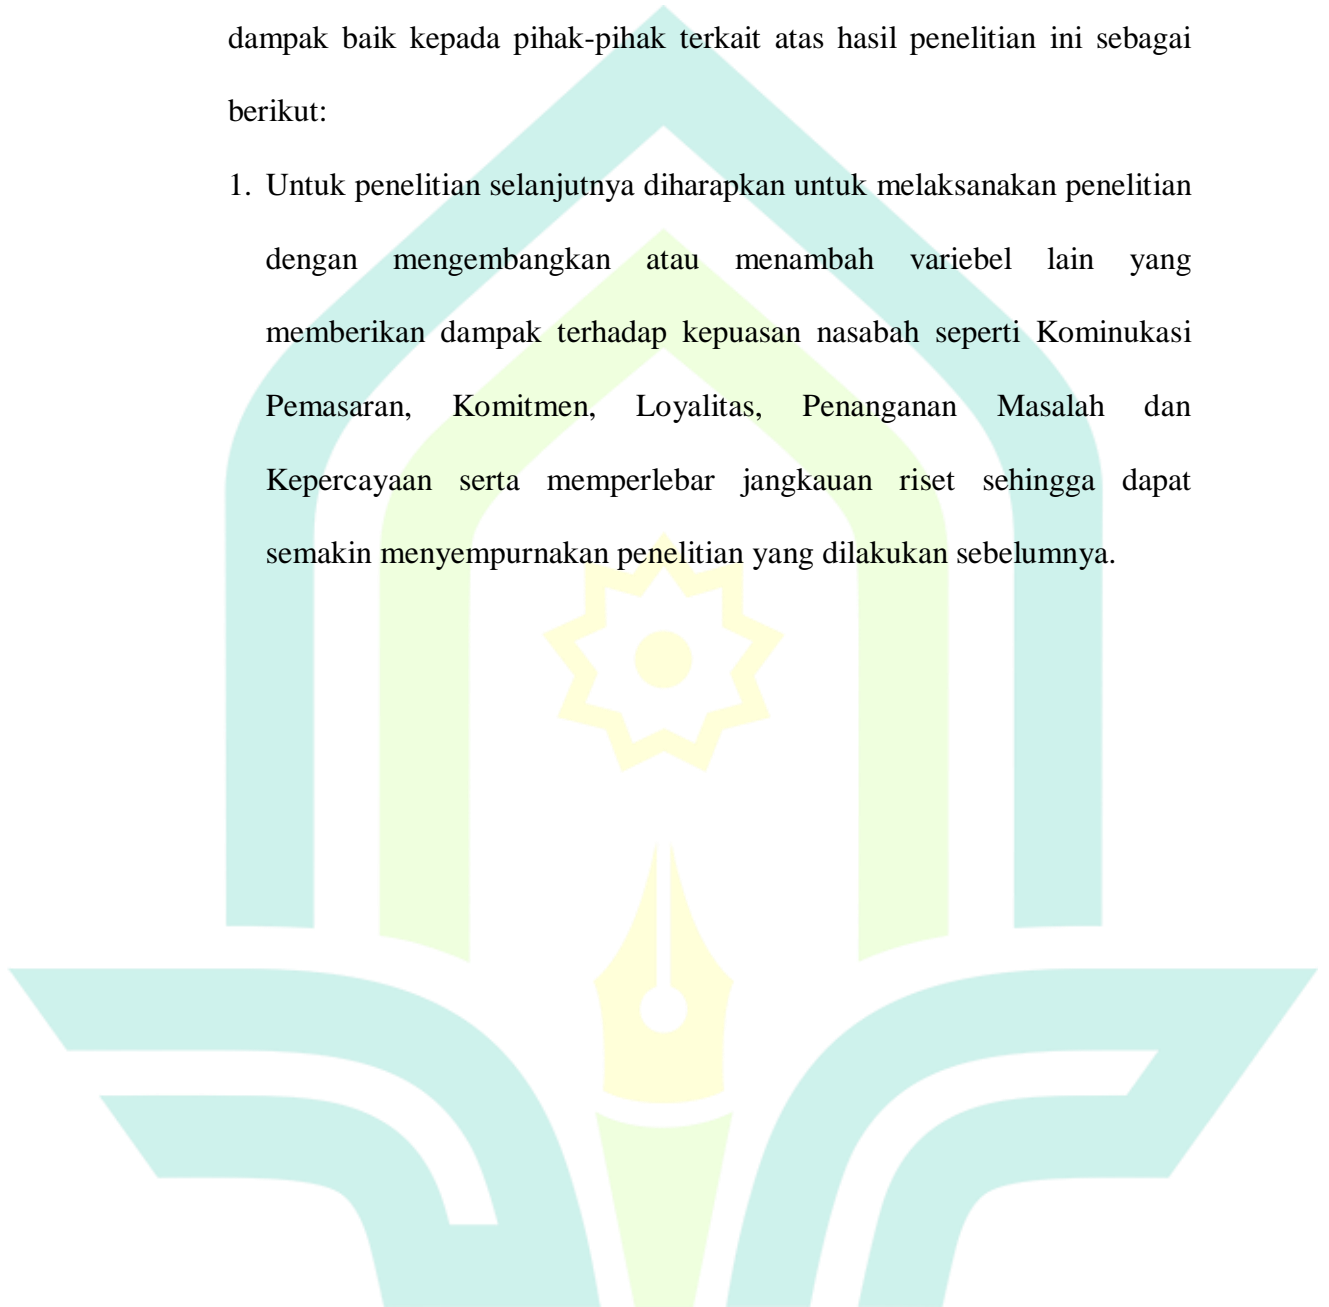 dampak baik kepada pihak-pihak terkait atas hasil penelitian ini sebagai
berikut:
1. Untuk penelitian selanjutnya diharapkan untuk melaksanakan penelitian
dengan mengembangkan atau menambah variebel lain yang
memberikan dampak terhadap kepuasan nasabah seperti Kominukasi
Pemasaran, Komitmen, Loyalitas, Penanganan Masalah dan
Kepercayaan serta memperlebar jangkauan riset sehingga dapat
semakin menyempurnakan penelitian yang dilakukan sebelumnya.